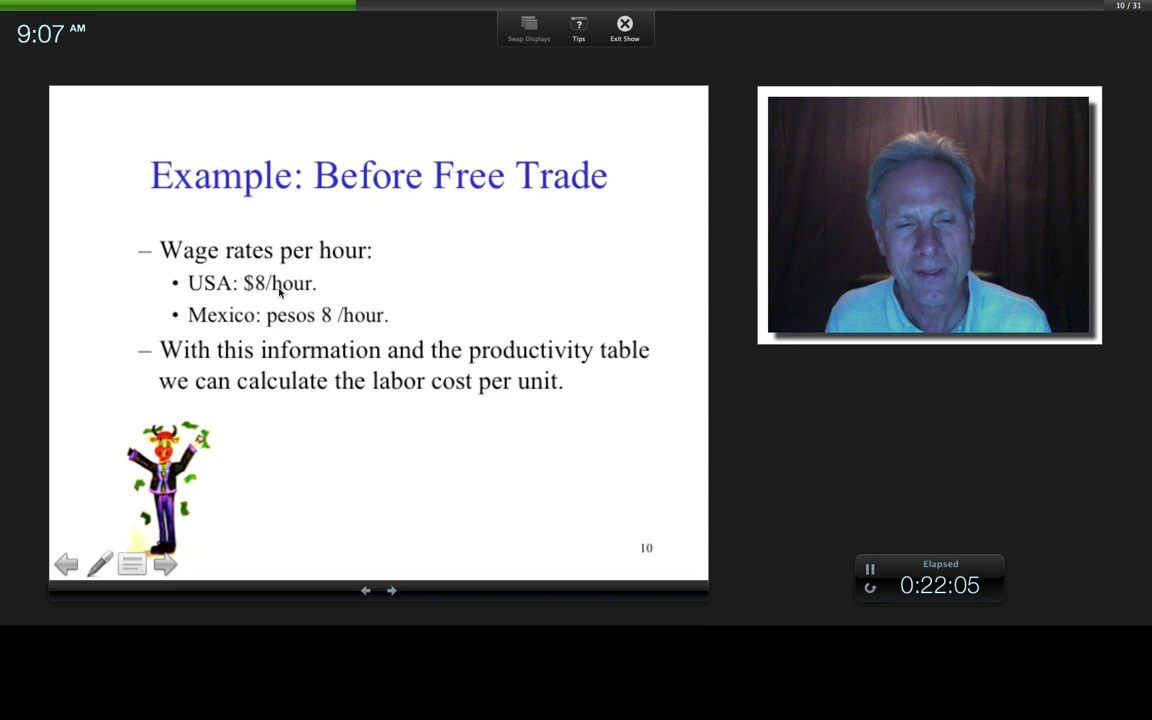 10 / 31
9:07 AM
Swap Displays
Tips
Exit Show
Example: Before Free Trade
– Wage rates per hour:
• USA: $8/hour.
• Mexico: pesos 8 /hour.
– With this information and the productivity table
we can calculate the labor cost per unit.
10
Elapsed
0:22:05